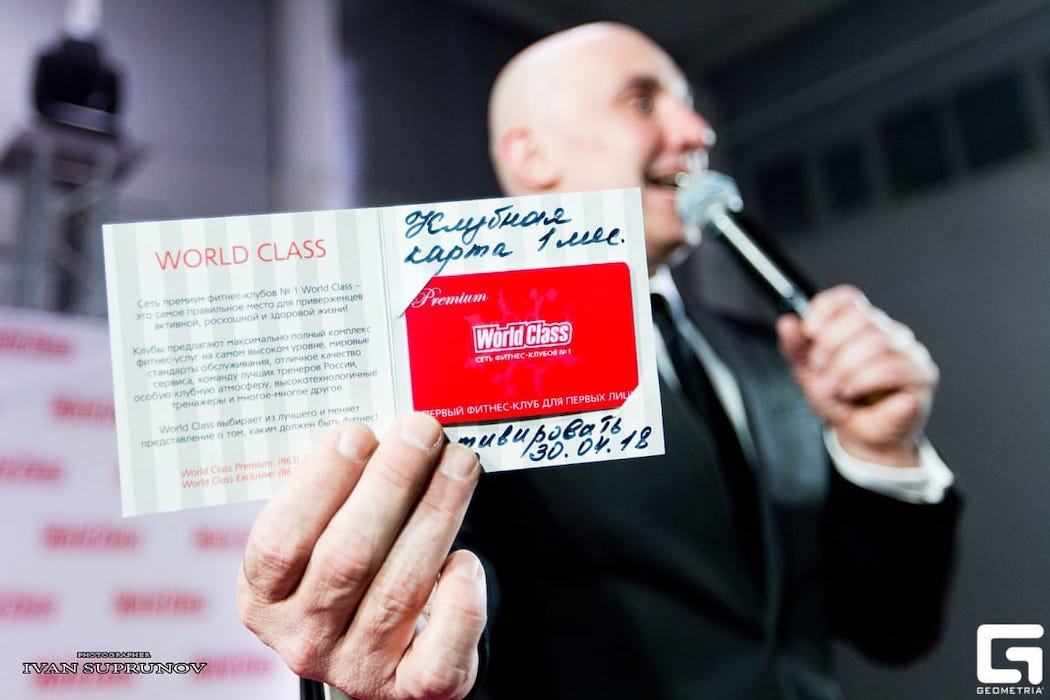 WORLD CLASS
Сеть премиум фитнес-клубов № 1 World Class –
это самое правильное место для приверженцев
активной, роскошной и здоровой жизни!
Клубы предлагают максимально полный комплекс
фитнес-услуг на самом высоком уровне, мировые
стандарты обслуживания, отличное качество
сервиса, команду лучших тренеров России,
особую клубную атмосферу, высокотехнологичные
тренажеры и многое-многое другое.
World Class выбирает из лучшего и меняет
представление о том, каким должен быть фитнес!
World Class Premium: (863)
World Class Exclusive: (86
Клубная
карта 1 мес.
Premium
World Class
СЕТЬ ФИТНЕС-КЛУБОВ №1
ПЕРВЫЙ ФИТНЕС-КЛУБ ДЛЯ ПЕРВЫХ ЛИЦ
тивировать
30.04.18
PHOTOGRAPHER
IVAN SUPRUNOV
GEOMETRIA